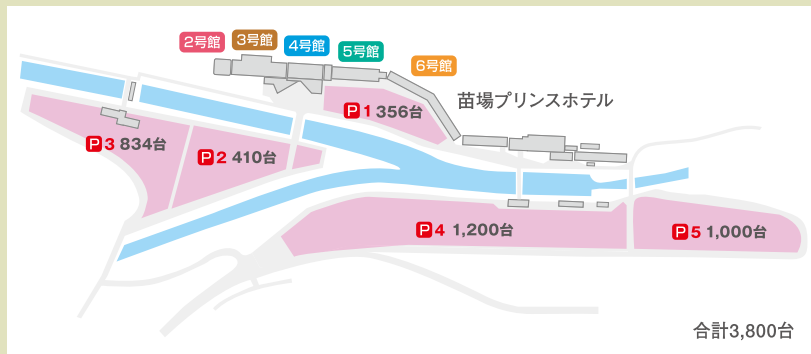 2号館
3号館
4号館
5号館
6号館
苗場プリンスホテル
P1 356台
P3 834台
P2 410台
P4 1,200台
P5 1,000台
合計3,800台